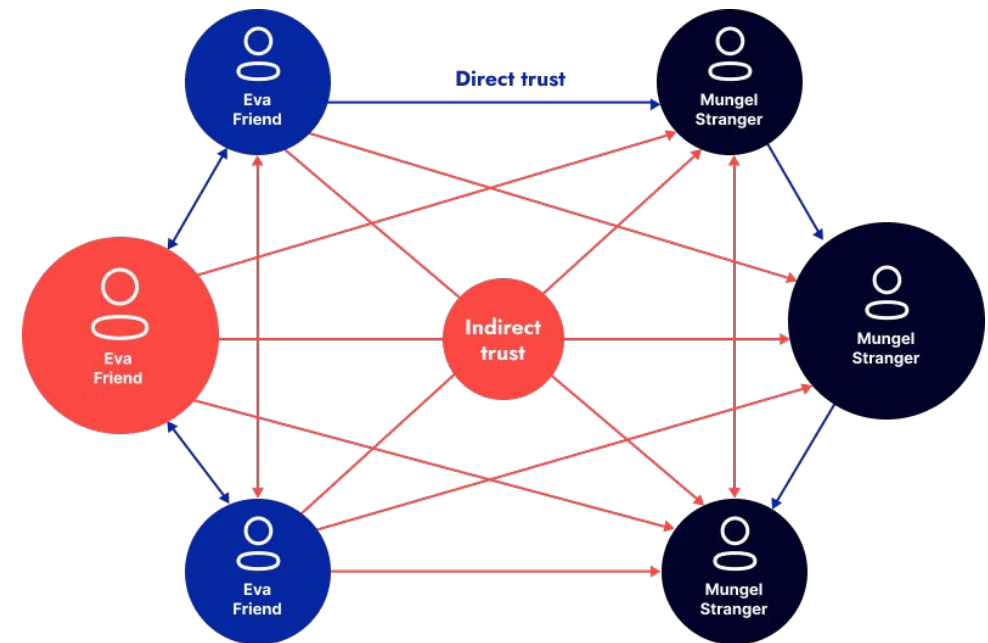 Direct trust
Eva
Friend
Mungel
Stranger
Eva
Friend
Indirect
trust
Mungel
Stranger
Eva
Friend
Mungel
Stranger